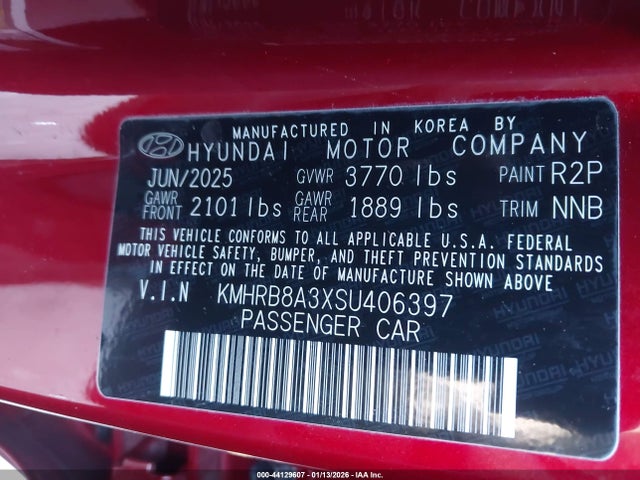 MANUFACTURED IN KOREA BY
HYUNDAI MOTOR COMPANY
JUN/2025 GVWR 3770 lbs PAINT R2P
GAWR FRONT 2101 lbs GAWR REAR 1889 lbs TRIM NNB
THIS VEHICLE CONFORMS TO ALL APPLICABLE U.S.A. FEDERAL
MOTOR VEHICLE SAFETY, BUMPER, AND THEFT PREVENTION STANDARDS
IN EFFECT ON THE DATE OF MANUFACTURE SHOWN ABOVE
V.I.N KMHRB8A3XSU406397
PASSENGER CAR
000-44129607 - 01/13/2026 - IAA Inc.